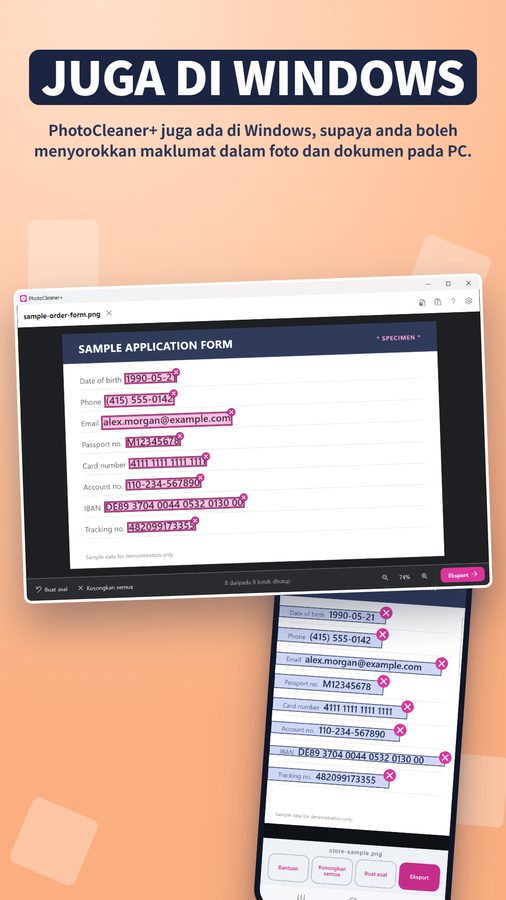 JUGA DI WINDOWS
PhotoCleaner+ juga ada di Windows, supaya anda boleh
menyorokkan maklumat dalam foto dan dokumen pada PC.
PhotoCleaner+
sample-order-form.png
SAMPLE APPLICATION FORM
* SPECIMEN *
Date of birth 1990-05-21
Phone (415) 555-0142
Email alex.morgan@example.com
Passport no. M12345678
Card number 4111 1111 1111 1111
Account no. 110-234-567890
IBAN DE89 3704 0044 0532 0130 00
Tracking no. 482099173355
Sample data for demonstration only.
Buat asal
Kosongkan semua
8 daripada 8 kotak ditutup
74%
Eksport
Date of birth 1990-05-21
Phone (415) 555-0142
Email alex.morgan@example.com
Passport no. M12345678
Card number 4111 1111 1111 1111
Account no. 110-234-567890
IBAN DE89 3704 0044 0532 0130 00
Tracking no. 482099173355
Sample data for demonstration only.
store-sample.png
Bantuan
Kosongkan
semua
Buat asal
Eksport